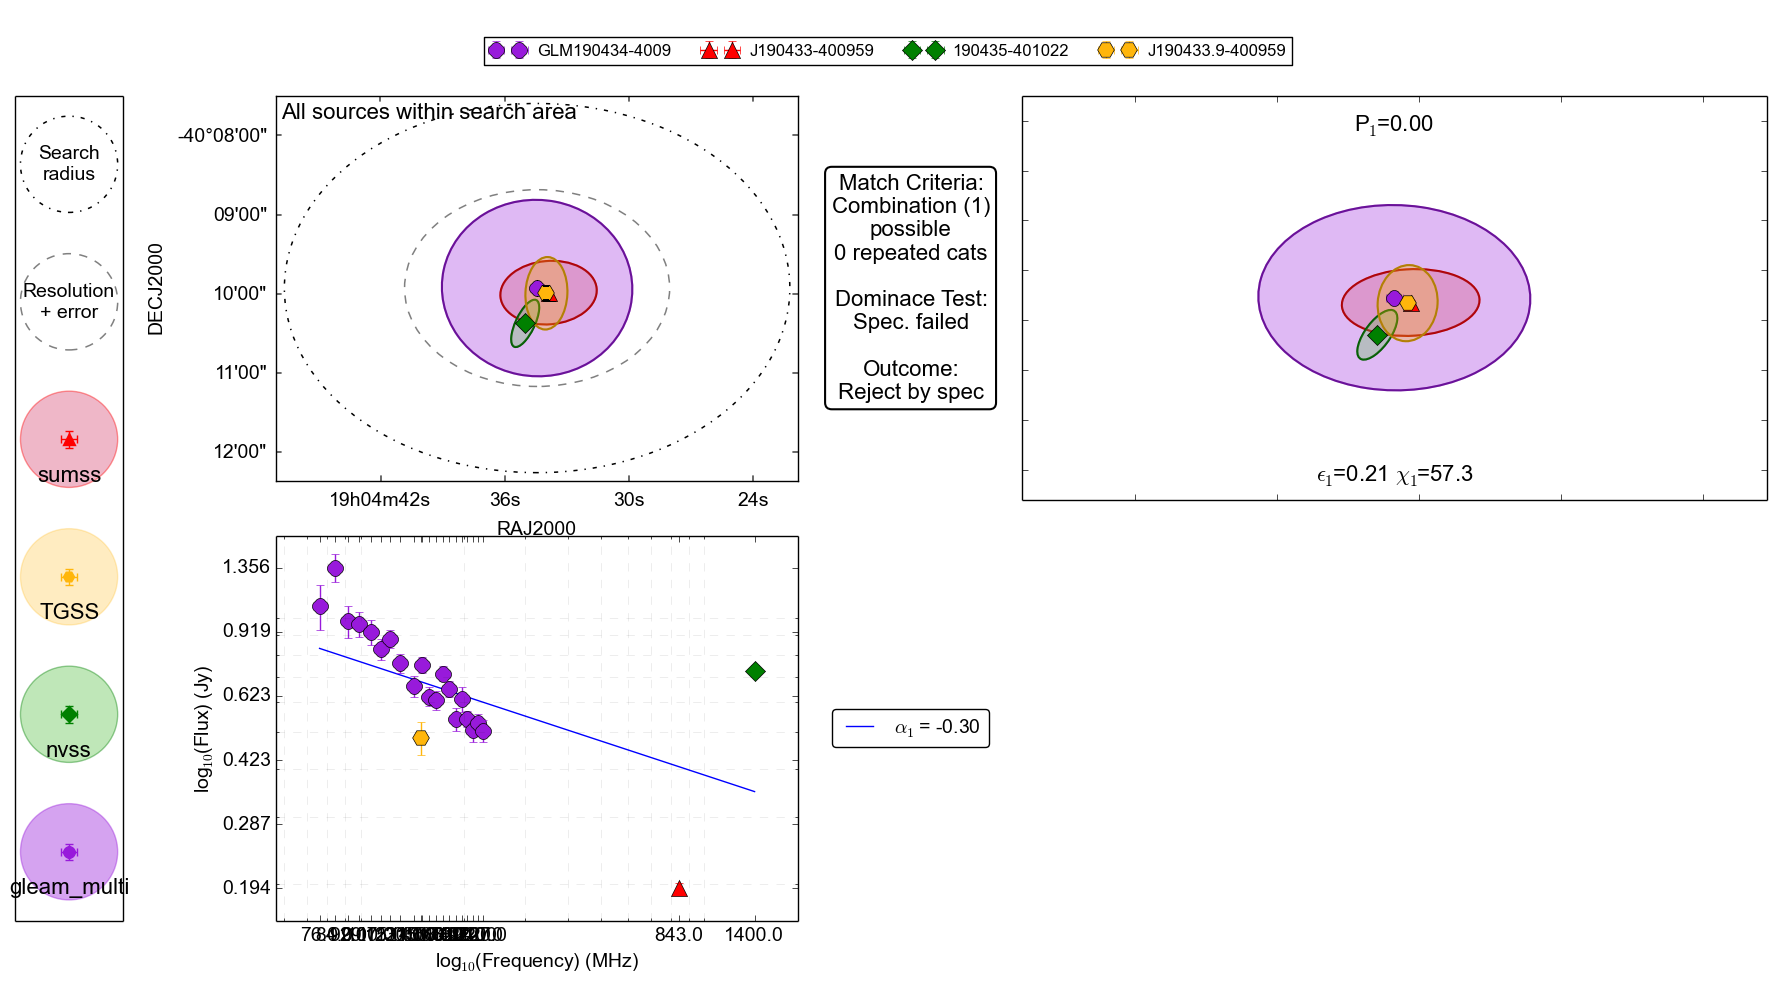 GLM190434-4009
J190433-400959
190435-401022
J190433.9-400959
Search
radius
Resolution
+ error
sumss
TGSS
nvss
gleam_multi
All sources within search area
DECJ2000
-40°08'00"
09'00"
10'00"
11'00"
12'00"
19h04m42s
36s
30s
24s
RAJ2000
Match Criteria:
Combination (1)
possible
0 repeated cats
Dominace Test:
Spec. failed
Outcome:
Reject by spec
P₁=0.00
ϵ₁=0.21 χ₁=57.3
log₁₀(Flux) (Jy)
1.356
0.919
0.623
0.423
0.287
0.194
843.0
1400.0
log₁₀(Frequency) (MHz)
α₁ = -0.30